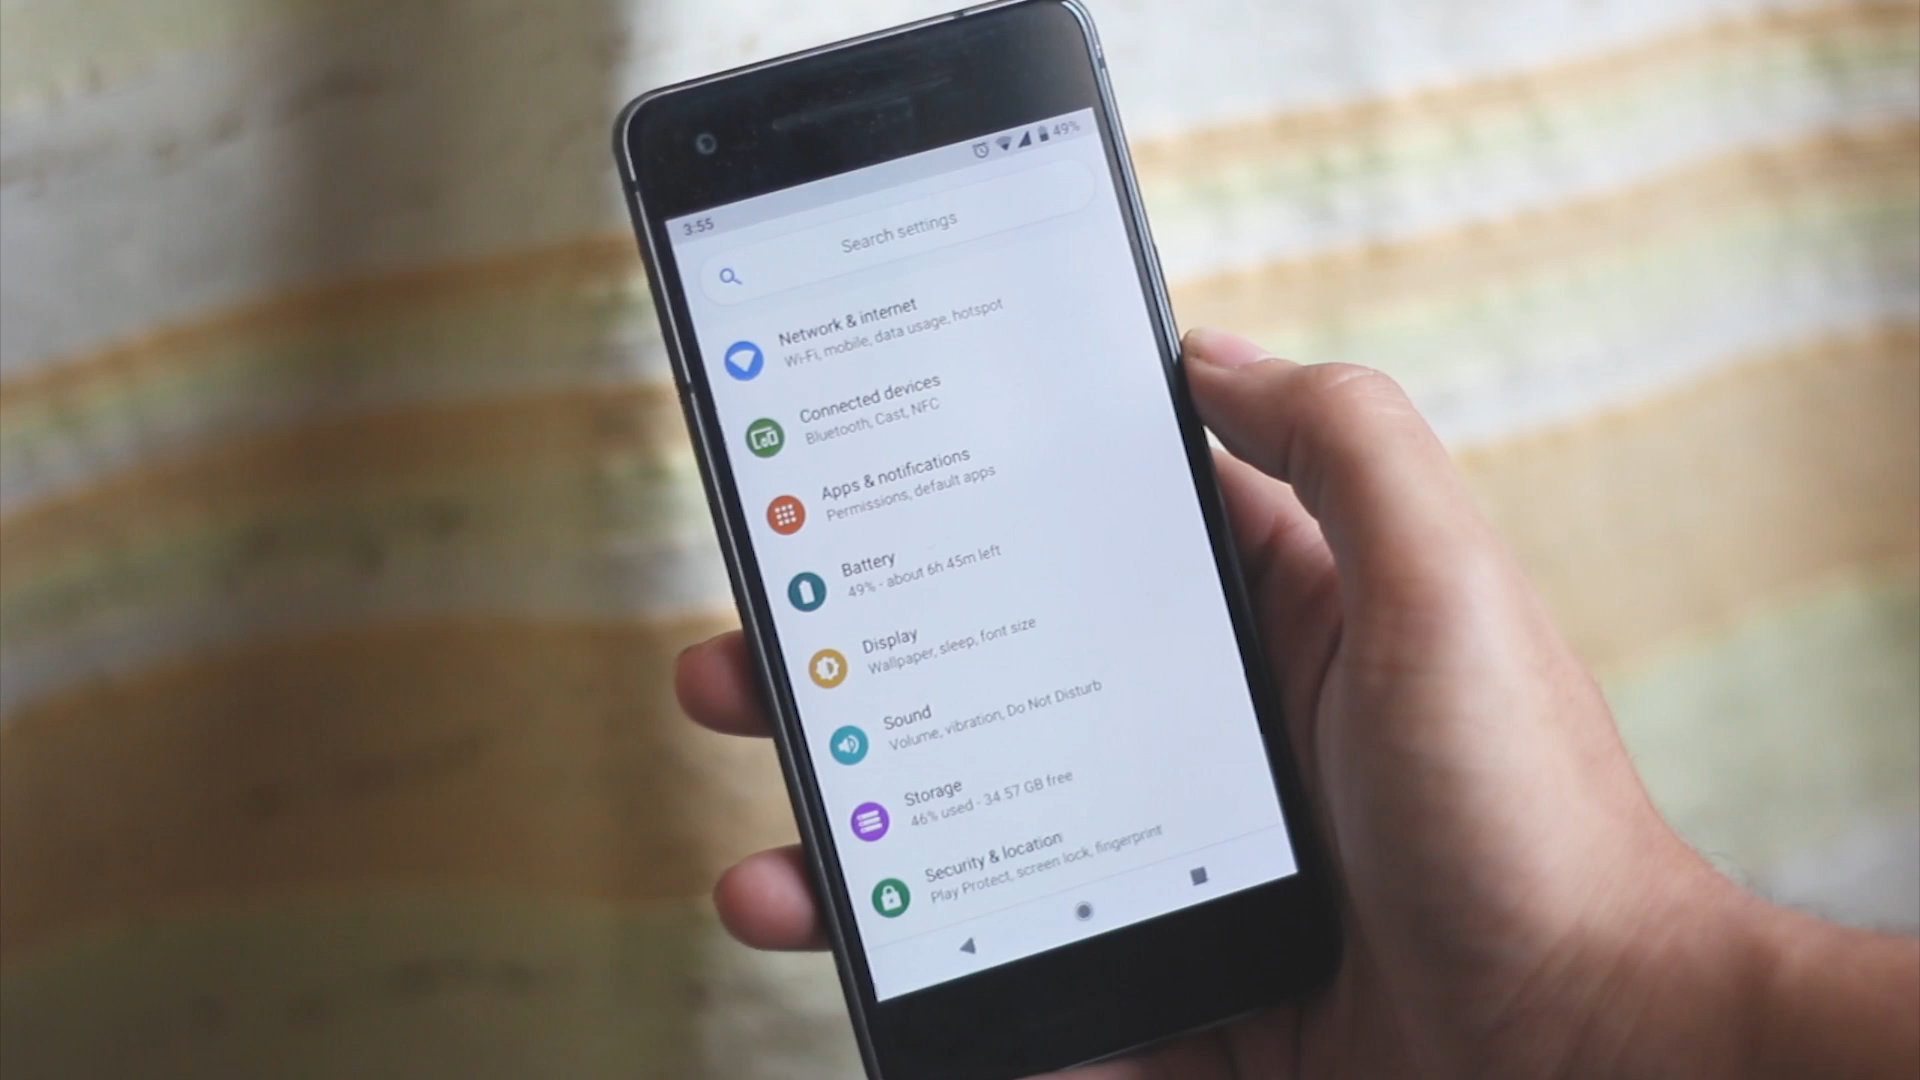 3:55
49%
Search settings
Network & internet
Wi-Fi, mobile, data usage, hotspot
Connected devices
Bluetooth, Cast, NFC
Apps & notifications
Permissions, default apps
Battery
49% - about 6h 45m left
Display
Wallpaper, sleep, font size
Sound
Volume, vibration, Do Not Disturb
Storage
46% used - 34.57 GB free
Security & location
Play Protect, screen lock, fingerprint